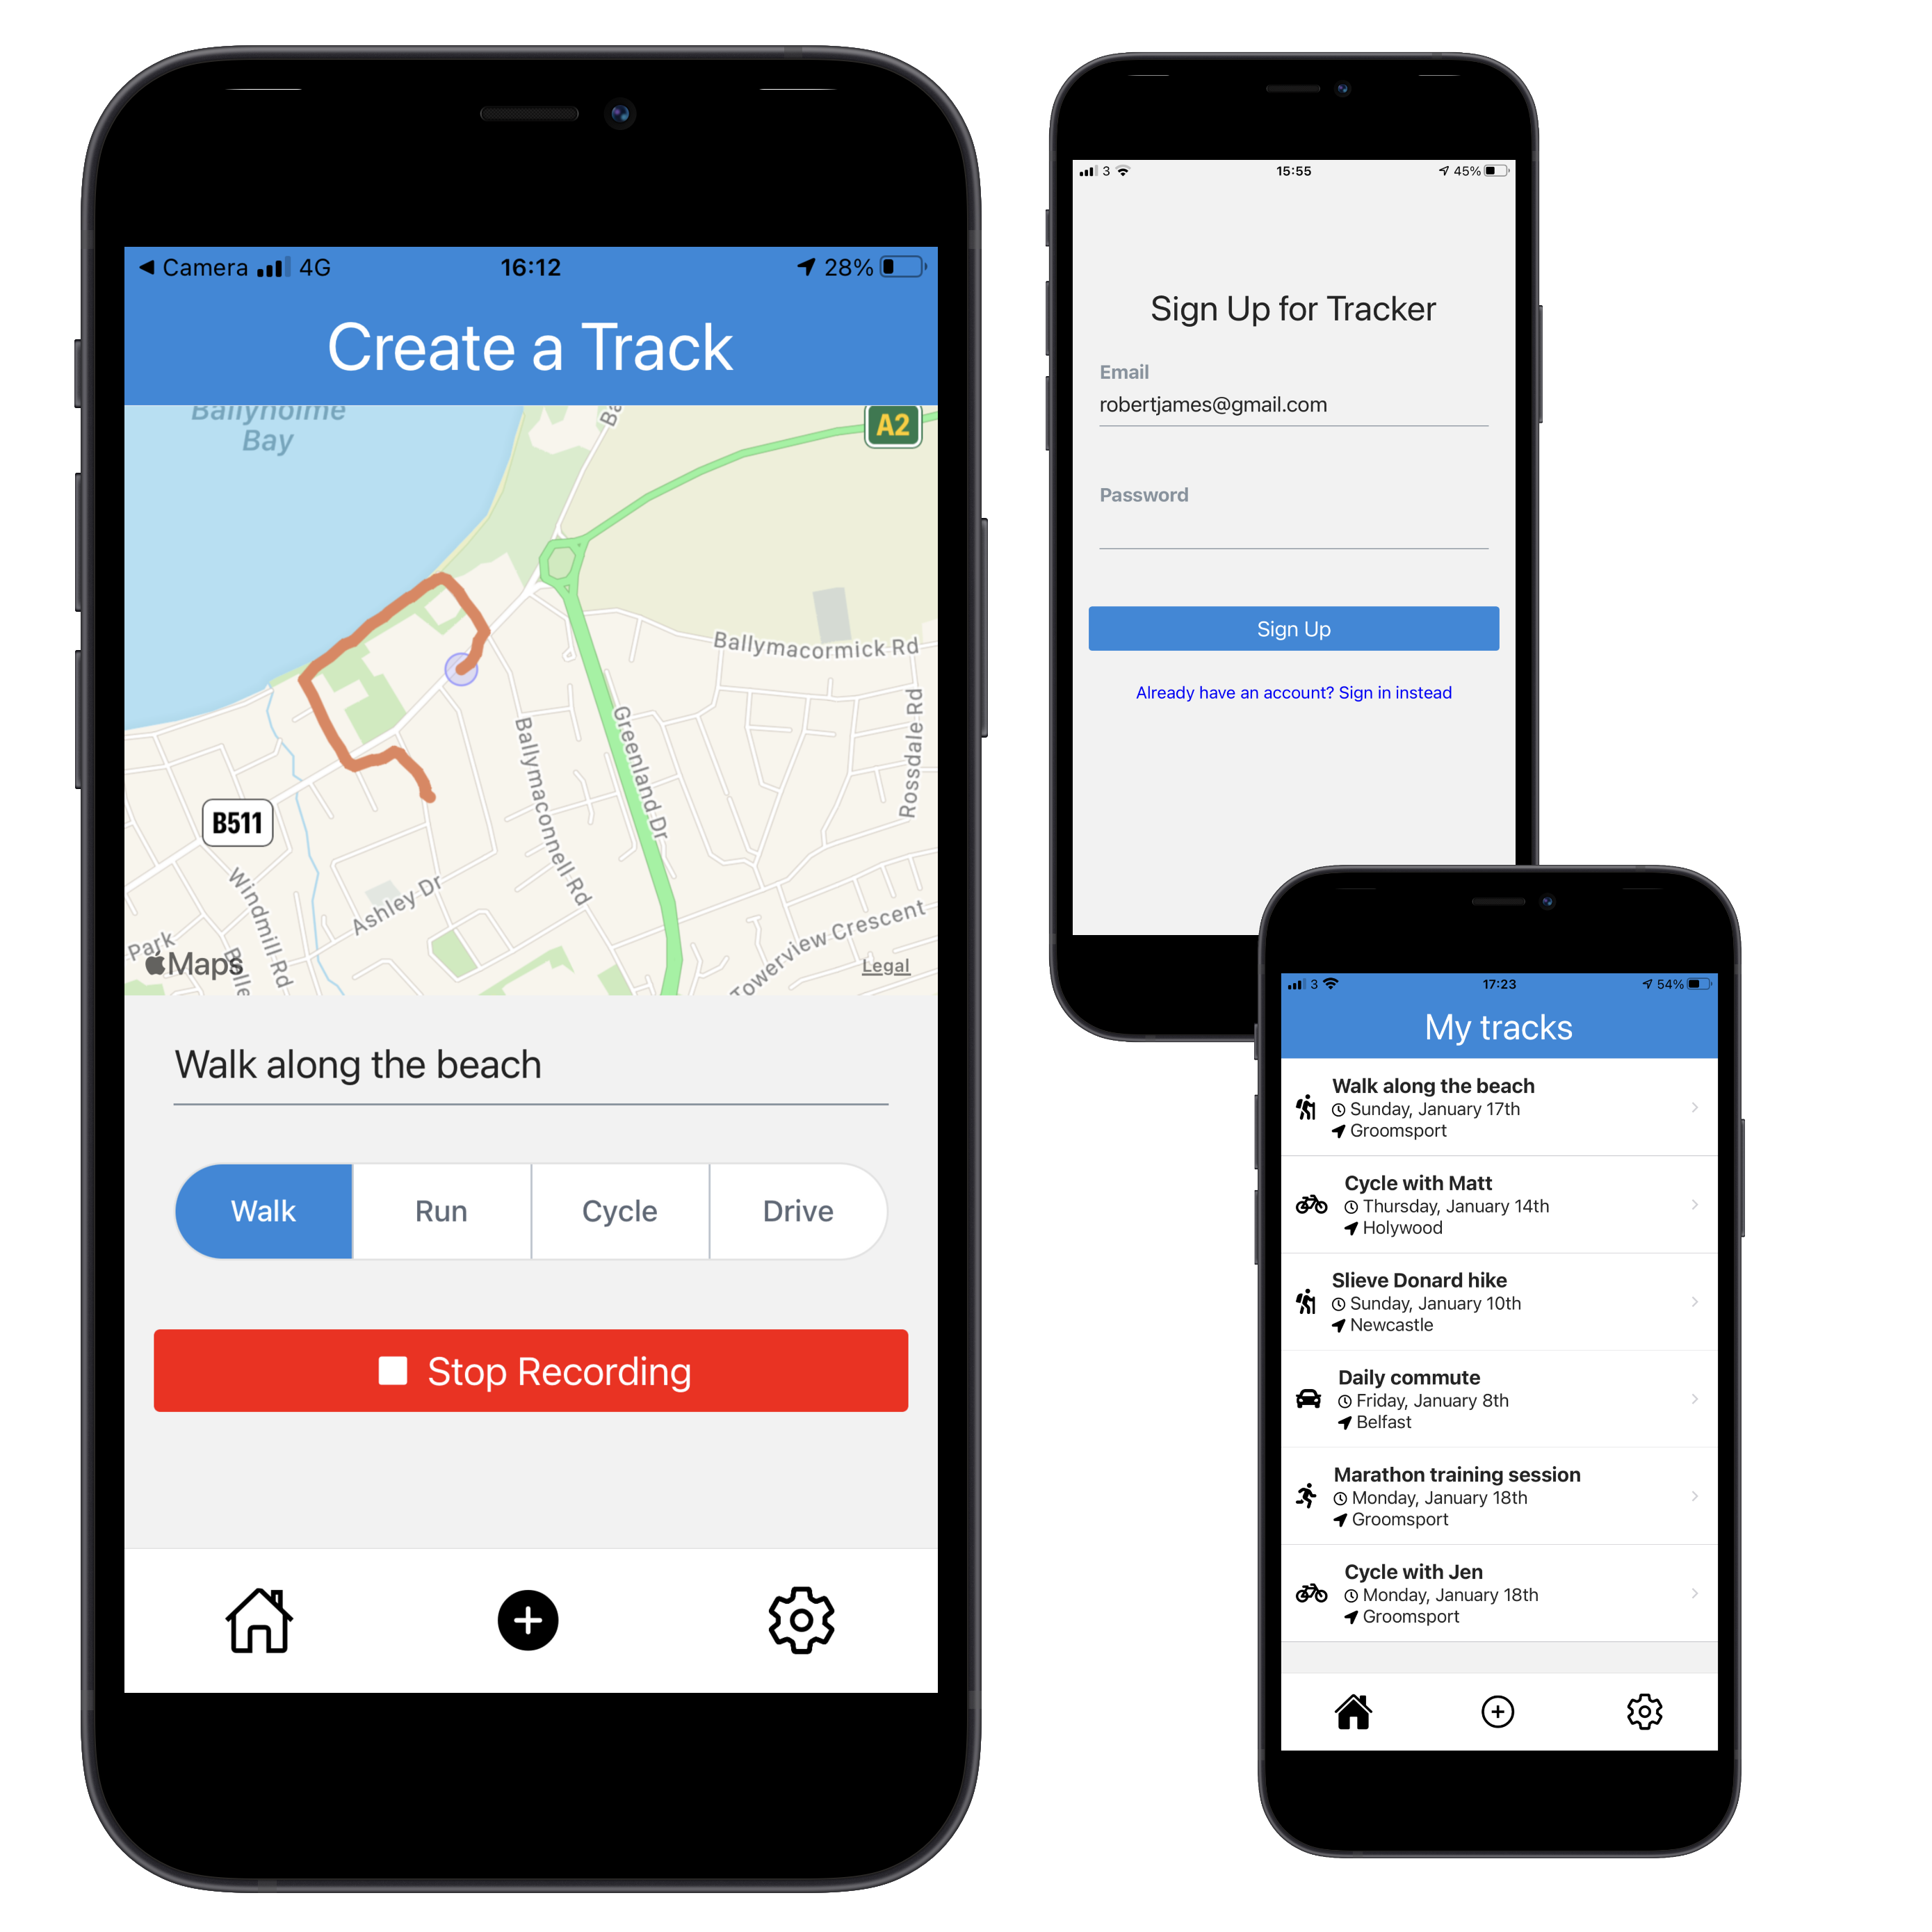 Camera 4G 16:12 28%
Create a Track
Ballyholme
Bay
Ba
A2
Ballymacormick Rd
Rossdale Rd
Greenland Dr
Ballymaconnell Rd
B511
Windmill Rd
Ashley Dr
Towerview Crescent
Park
Balle
Maps
Legal
Walk along the beach
Walk Run Cycle Drive
Stop Recording
3 15:55 45%
Sign Up for Tracker
Email
robertjames@gmail.com
Password
Sign Up
Already have an account? Sign in instead
3 17:23 54%
My tracks
Walk along the beach
Sunday, January 17th
Groomsport
Cycle with Matt
Thursday, January 14th
Holywood
Slieve Donard hike
Sunday, January 10th
Newcastle
Daily commute
Friday, January 8th
Belfast
Marathon training session
Monday, January 18th
Groomsport
Cycle with Jen
Monday, January 18th
Groomsport